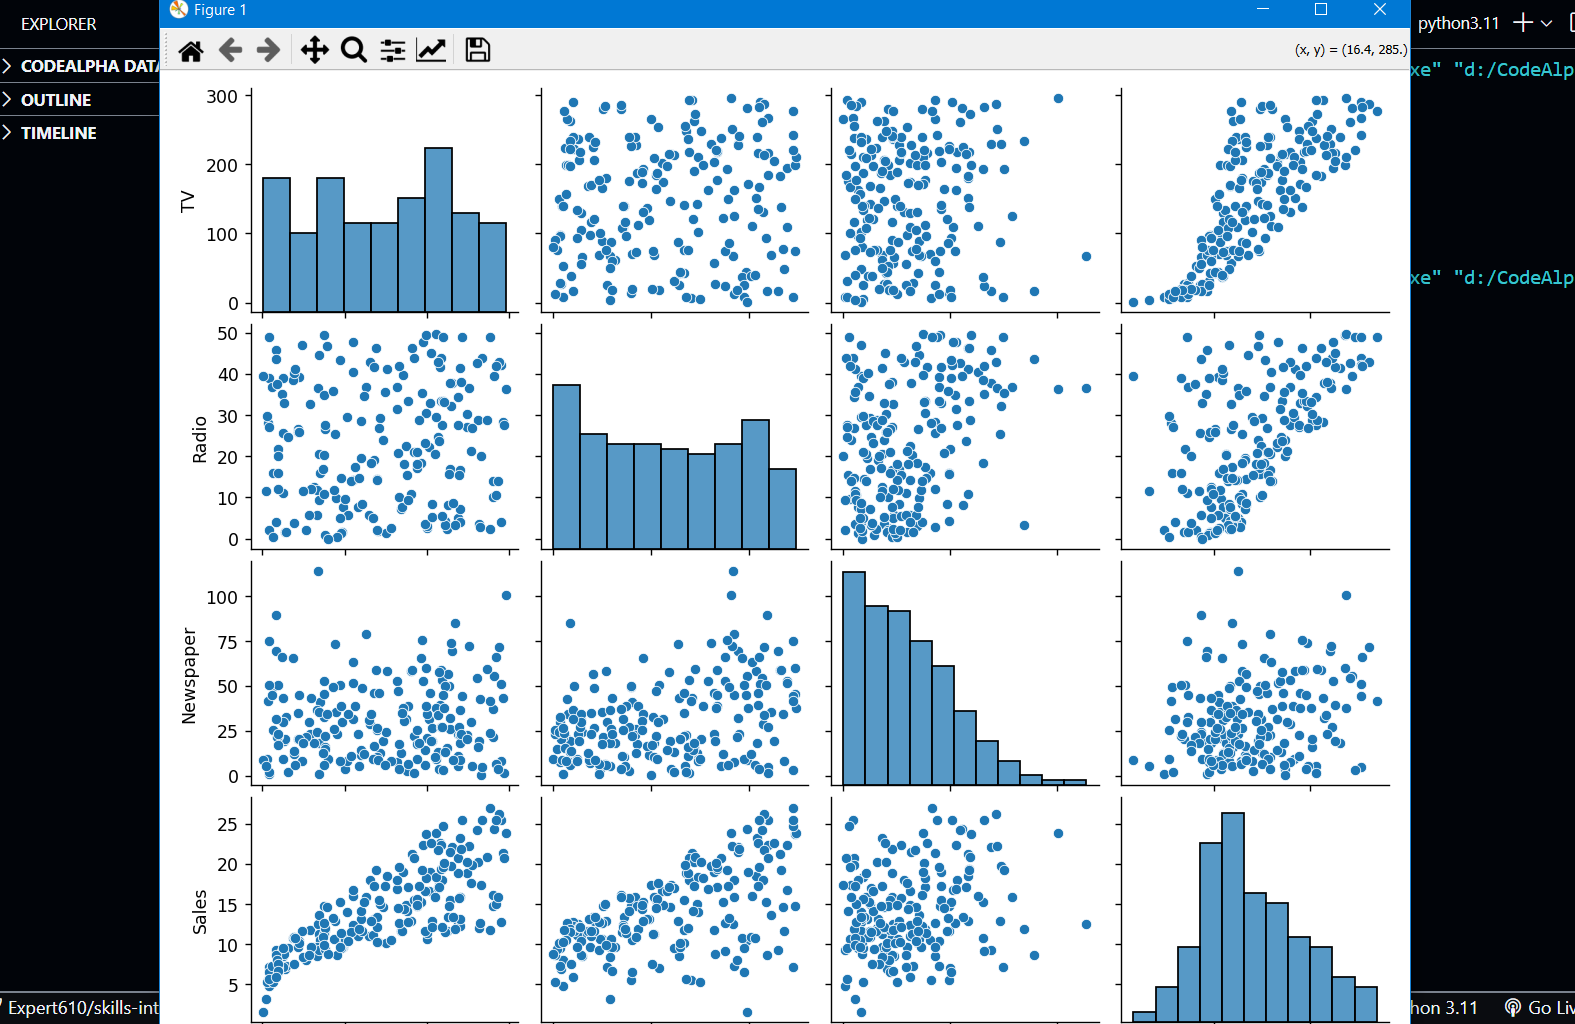 EXPLORER
Figure 1
python3.11
CODEALPHA DATA
OUTLINE
TIMELINE
(x, y) = (16.4, 285.)
xe" "d:/CodeAlp
xe" "d:/CodeAlp
300
200
100
0
TV
50
40
30
20
10
0
Radio
100
75
50
25
0
Newspaper
25
20
15
10
5
Sales
Expert610/skills-int
hon 3.11
Go Liv